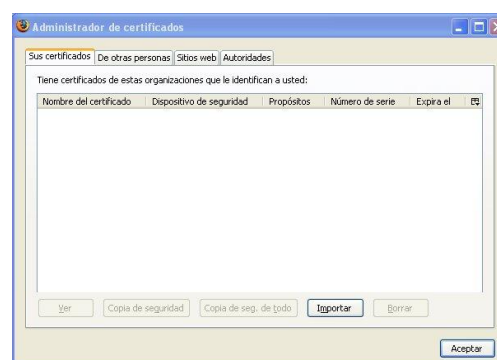 Administrador de certificados
Sus certificados De otras personas Sitios web Autoridades
Tiene certificados de estas organizaciones que le identifican a usted:
Nombre del certificado Dispositivo de seguridad Propósitos Número de serie Expira el
Ver Copia de seguridad Copia de seg. de todo Importar Borrar
Aceptar